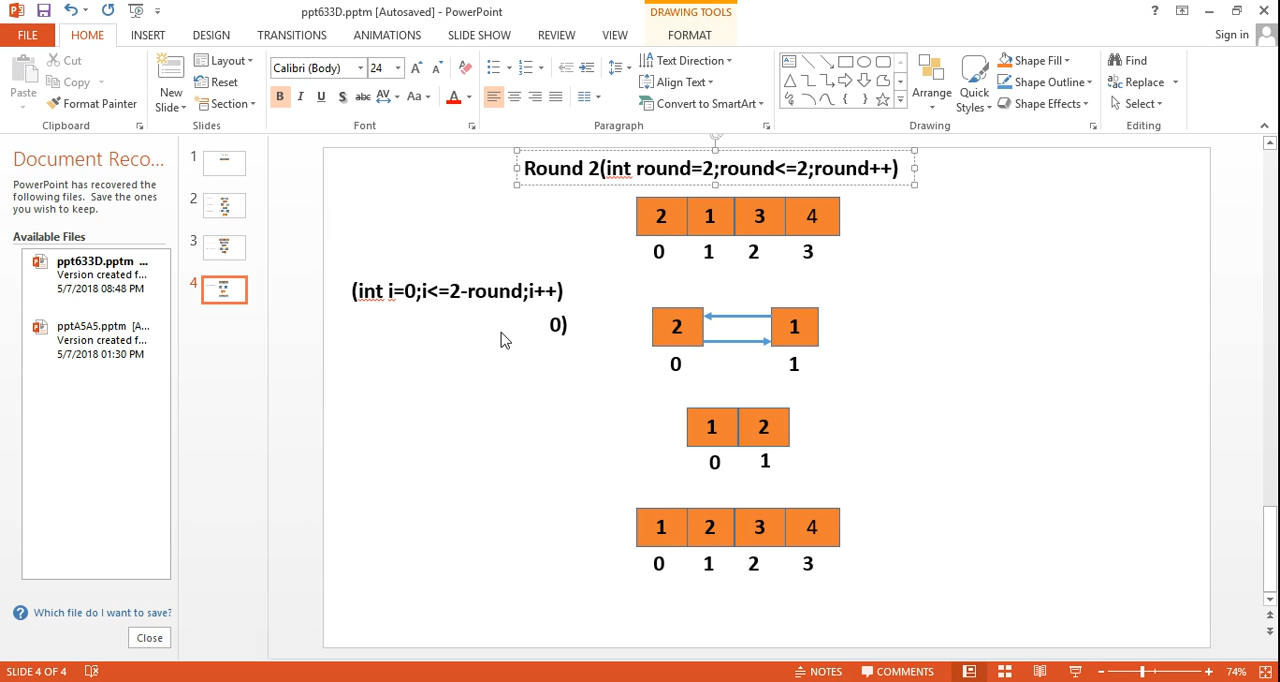 ppt633D.pptm [Autosaved] - PowerPoint
DRAWING TOOLS
FILE HOME INSERT DESIGN TRANSITIONS ANIMATIONS SLIDE SHOW REVIEW VIEW FORMAT Sign in
Paste
Cut
Copy
Format Painter
Clipboard
New Slide
Layout
Reset
Section
Slides
Calibri (Body) 24
B I U S abc AV Aa A
Font
Text Direction
Align Text
Convert to SmartArt
Paragraph
Arrange
Quick Styles
Shape Fill
Shape Outline
Shape Effects
Drawing
Find
Replace
Select
Editing
Document Reco...
PowerPoint has recovered the
following files. Save the ones
you wish to keep.
Available Files
ppt633D.pptm ...
Version created f...
5/7/2018 08:48 PM
pptA5A5.pptm [A...
Version created f...
5/7/2018 01:30 PM
Which file do I want to save?
Close
1
2
3
4
Round 2(int round=2;round<=2;round++)
2 1 3 4
0 1 2 3
(int i=0;i<=2-round;i++)
0)
2 1
0 1
1 2
0 1
1 2 3 4
0 1 2 3
SLIDE 4 OF 4
NOTES
COMMENTS
74%